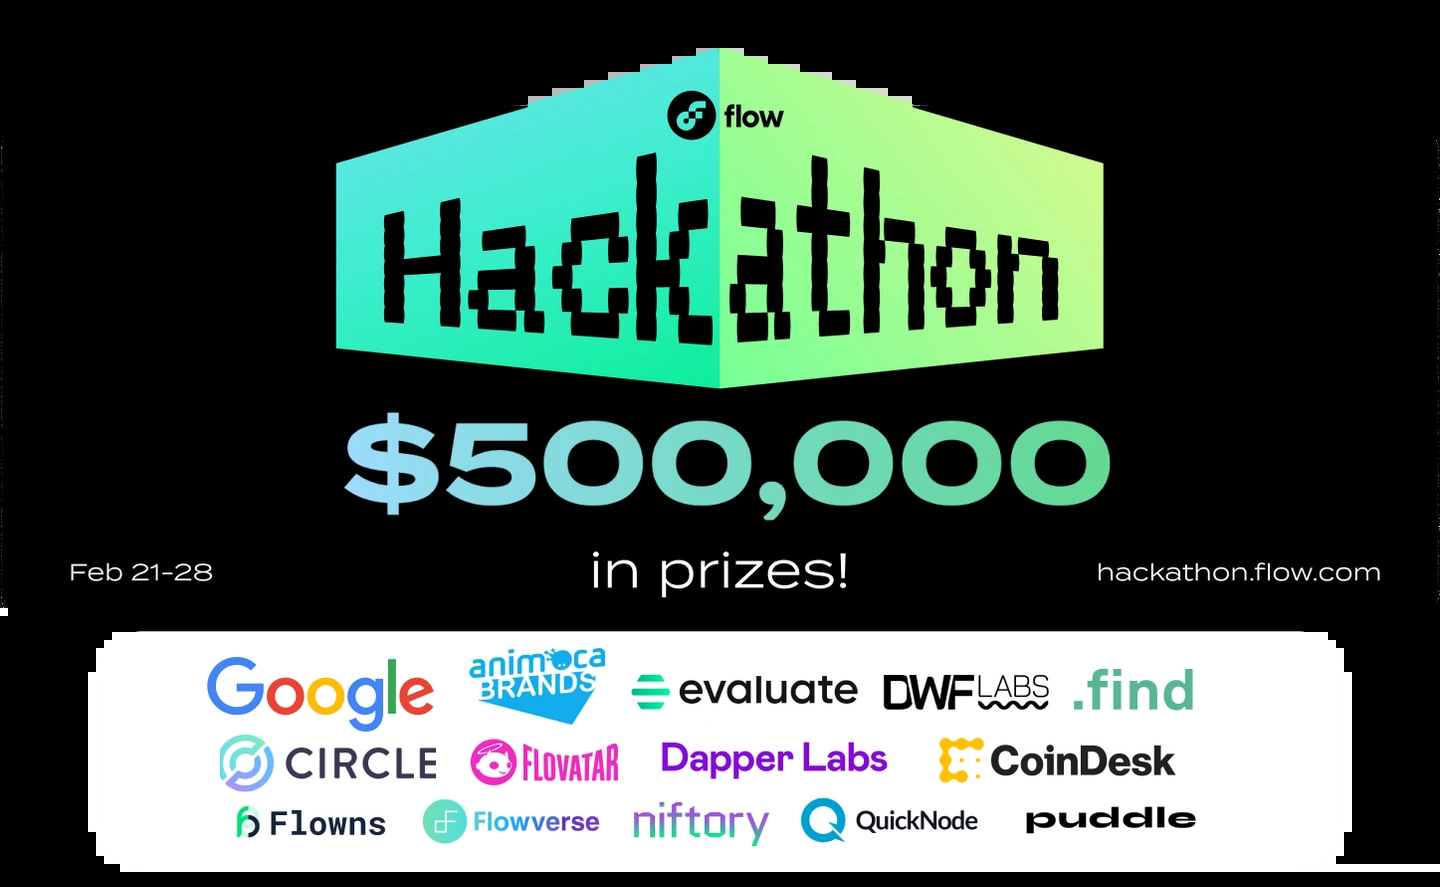 flow
Hackathon
$500,000
in prizes!
Feb 21-28
hackathon.flow.com
Google
animoca BRANDS
evaluate
DWF LABS
.find
CIRCLE
FLOVATAR
Dapper Labs
CoinDesk
Flowns
Flowverse
niftory
QuickNode
puddle